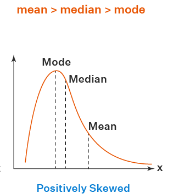 mean > median > mode
Mode
Median
Mean
x
Positively Skewed